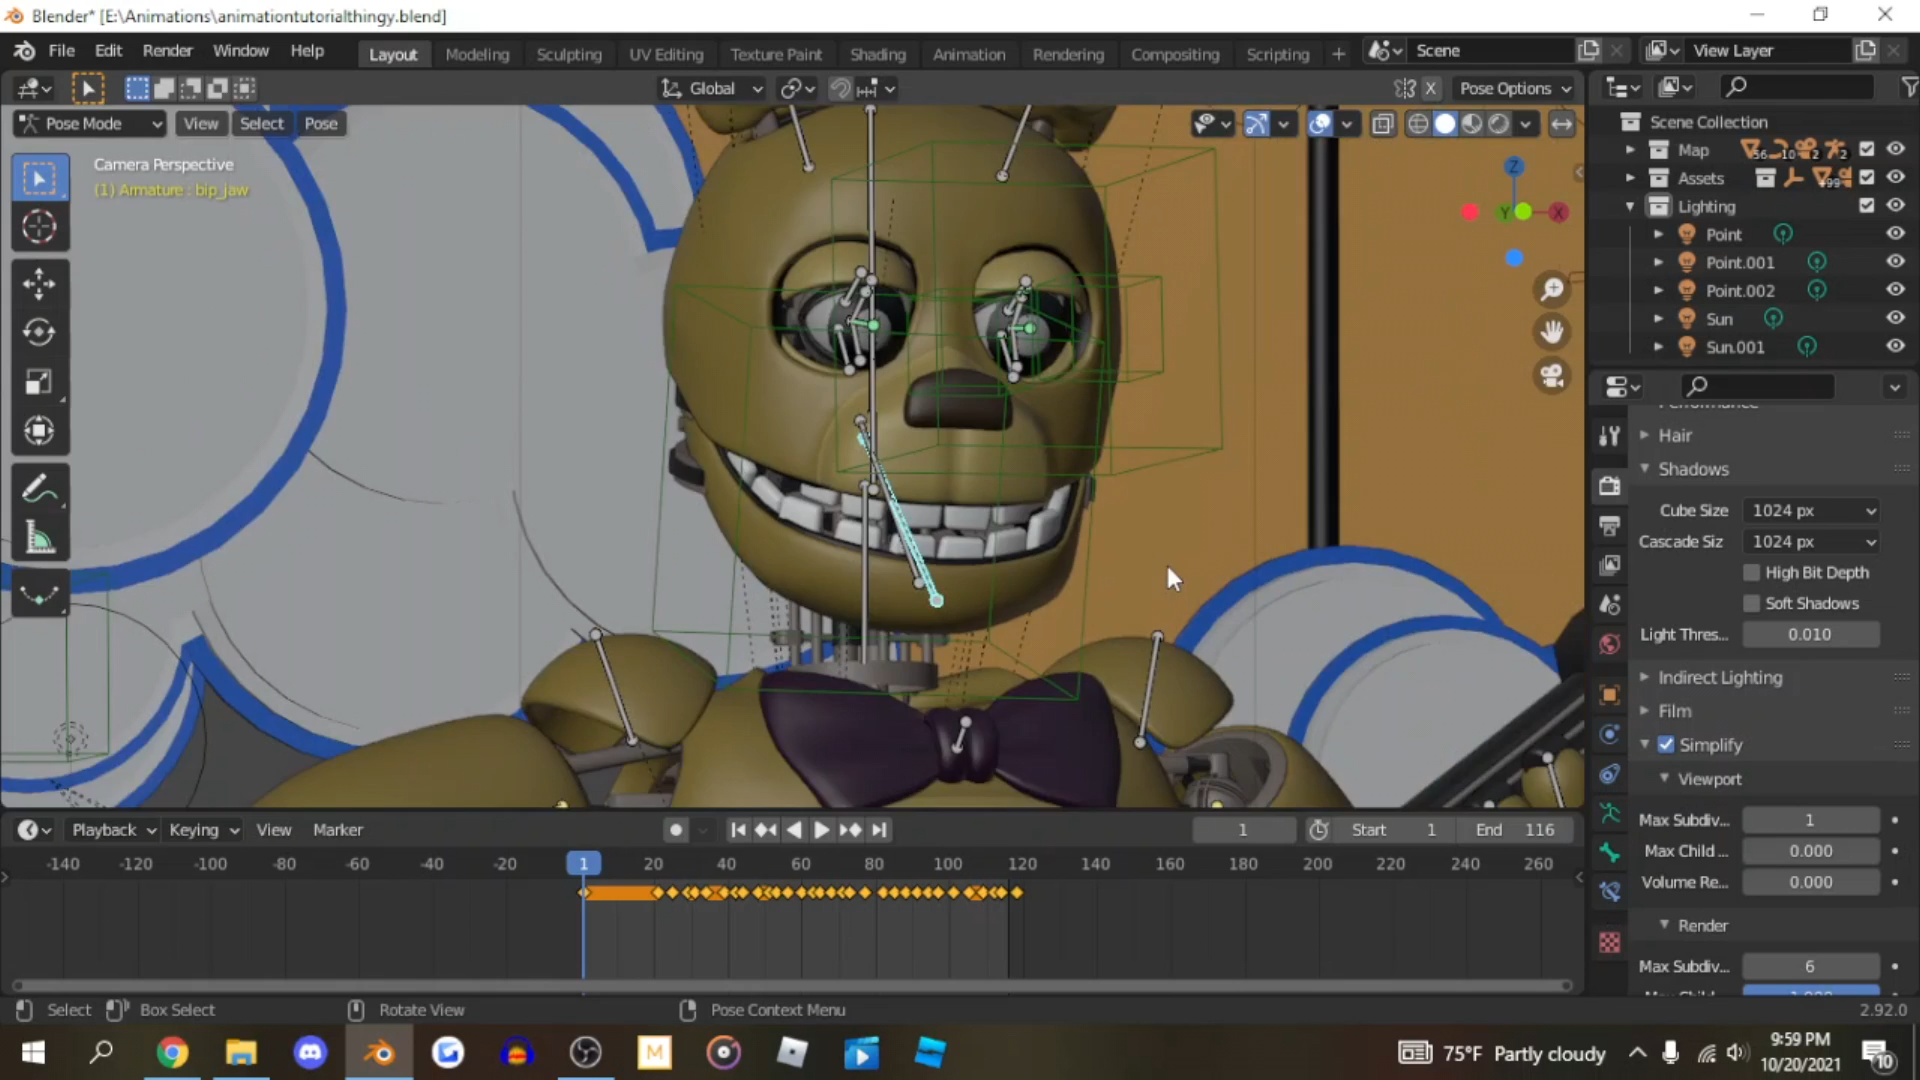 Blender* [E:\Animations\animationtutorialthingy.blend]
File Edit Render Window Help Layout Modeling Sculpting UV Editing Texture Paint Shading Animation Rendering Compositing Scripting + Scene View Layer
Global X Pose Options
Pose Mode View Select Pose
Camera Perspective
(1) Armature : bip_jaw
Z
Y X
Scene Collection
Map 56 10 2 2
Assets +99
Lighting
Point
Point.001
Point.002
Sun
Sun.001
Hair
Shadows
Cube Size 1024 px
Cascade Siz 1024 px
High Bit Depth
Soft Shadows
Light Thres... 0.010
Indirect Lighting
Film
Simplify
Viewport
Max Subdiv... 1
Max Child ... 0.000
Volume Re... 0.000
Render
Max Subdiv... 6
Playback Keying View Marker 1 Start 1 End 116
-140 -120 -100 -80 -60 -40 -20 1 20 40 60 80 100 120 140 160 180 200 220 240 260
Select Box Select Rotate View Pose Context Menu 2.92.0
M 75°F Partly cloudy 9:59 PM
10/20/2021 10